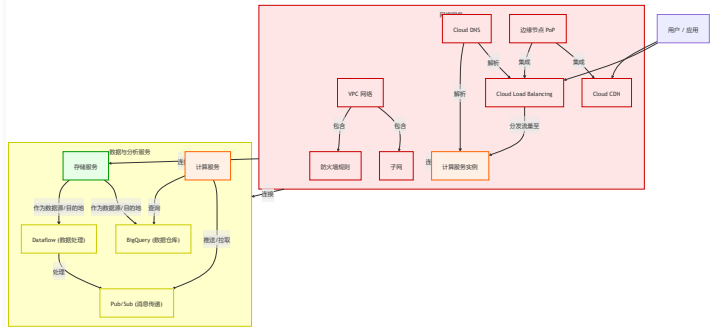 Cloud DNS
边缘节点 PoP
用户 / 应用
解析
集成
集成
VPC 网络
解析
Cloud Load Balancing
Cloud CDH
包含
包含
分发流量至
数据与分析服务
存储服务
计算服务
防火墙规则
子网
计算服务实例
连接
作为数据源/目的地
作为数据源/目的地
查询
Dataflow (数据处理)
BigQuery (数据仓库)
推送/拉取
处理
Pub/Sub (消息传递)